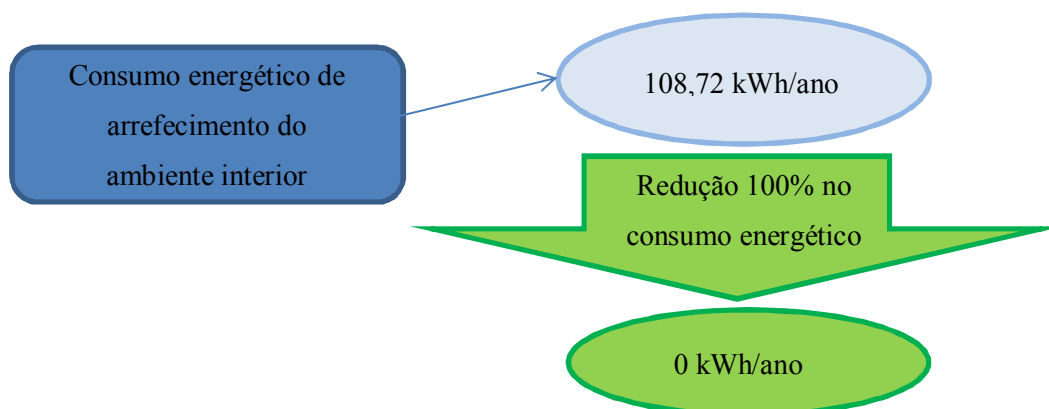 Consumo energético de
arrefecimento do
ambiente interior
108,72 kWh/ano
Redução 100% no
consumo energético
0 kWh/ano